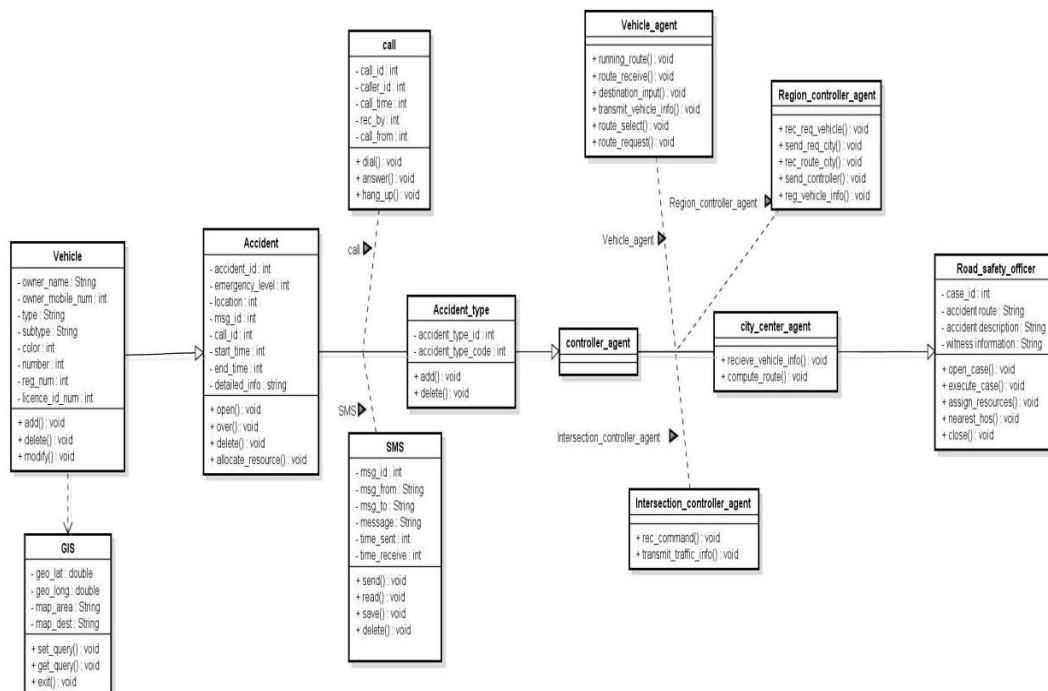 call
- call_id : int
- caller_id : int
- call_time : int
- rec_by : int
- call_from : int
+ dial() : void
+ answer() : void
+ hang_up() : void
Vehicle_agent
+ running_route() : void
+ route_receive() : void
+ destination_input() : void
+ transmit_vehicle_info() : void
+ route_select() : void
+ route_request() : void
Region_controller_agent
+ rec_req_vehicle() : void
+ send_req_city() : void
+ rec_route_city() : void
+ send_controller() : void
+ reg_vehicle_info() : void
Region_controller_agent
Vehicle_agent
call
Vehicle
- owner_name : String
- owner_mobile_num : int
- type : String
- subtype : String
- color : int
- number : int
- reg_num : int
- licence_id_num : int
+ add() : void
+ delete() : void
+ modify() : void
Accident
- accident_id : int
- emergency_level : int
- location : int
- msg_id : int
- call_id : int
- start_time : int
- end_time : int
- detailed_info : string
+ open() : void
+ over() : void
+ delete() : void
+ allocate_resource() : void
Accident_type
- accident_type_id : int
- accident_type_code : int
+ add() : void
+ delete() : void
controller_agent
city_center_agent
+ recieve_vehicle_info() : void
+ compute_route() : void
Road_safety_officer
- case_id : int
- accident route : String
- accident description : String
- witness information : String
+ open_case() : void
+ execute_case() : void
+ assign_resources() : void
+ nearest_hos() : void
+ close() : void
SMS
Intersection_controller_agent
SMS
- msg_id : int
- msg_from : String
- msg_to : String
- message : String
- time_sent : int
- time_receive : int
+ send() : void
+ read() : void
+ save() : void
+ delete() : void
Intersection_controller_agent
+ rec_command() : void
+ transmit_traffic_info() : void
GIS
- geo_lat : double
- geo_long : double
- map_area : String
- map_dest : String
+ set_query() : void
+ get_query() : void
+ exit() : void